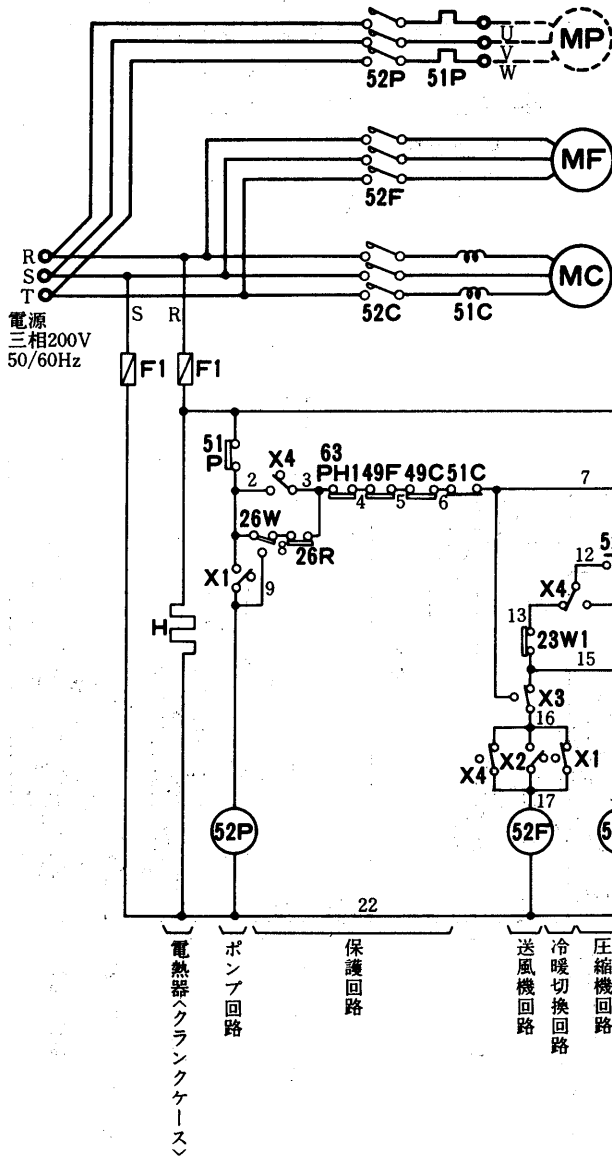 U
V
W
MP
52P
51P
MF
52F
R
S
T
MC
52C
51C
電源
三相200V
50/60Hz
S
R
F1
F1
51
P
2
X4
3
63
PH1
49F
49C
51C
4
5
6
7
26W
8
26R
X1
9
H
12
X4
13
23W1
15
X3
16
X4
X2
X1
17
52P
52F
22
電熱器〈クランクケース〉
ポンプ回路
保護回路
送風機回路
冷暖切換回路
圧縮機回路